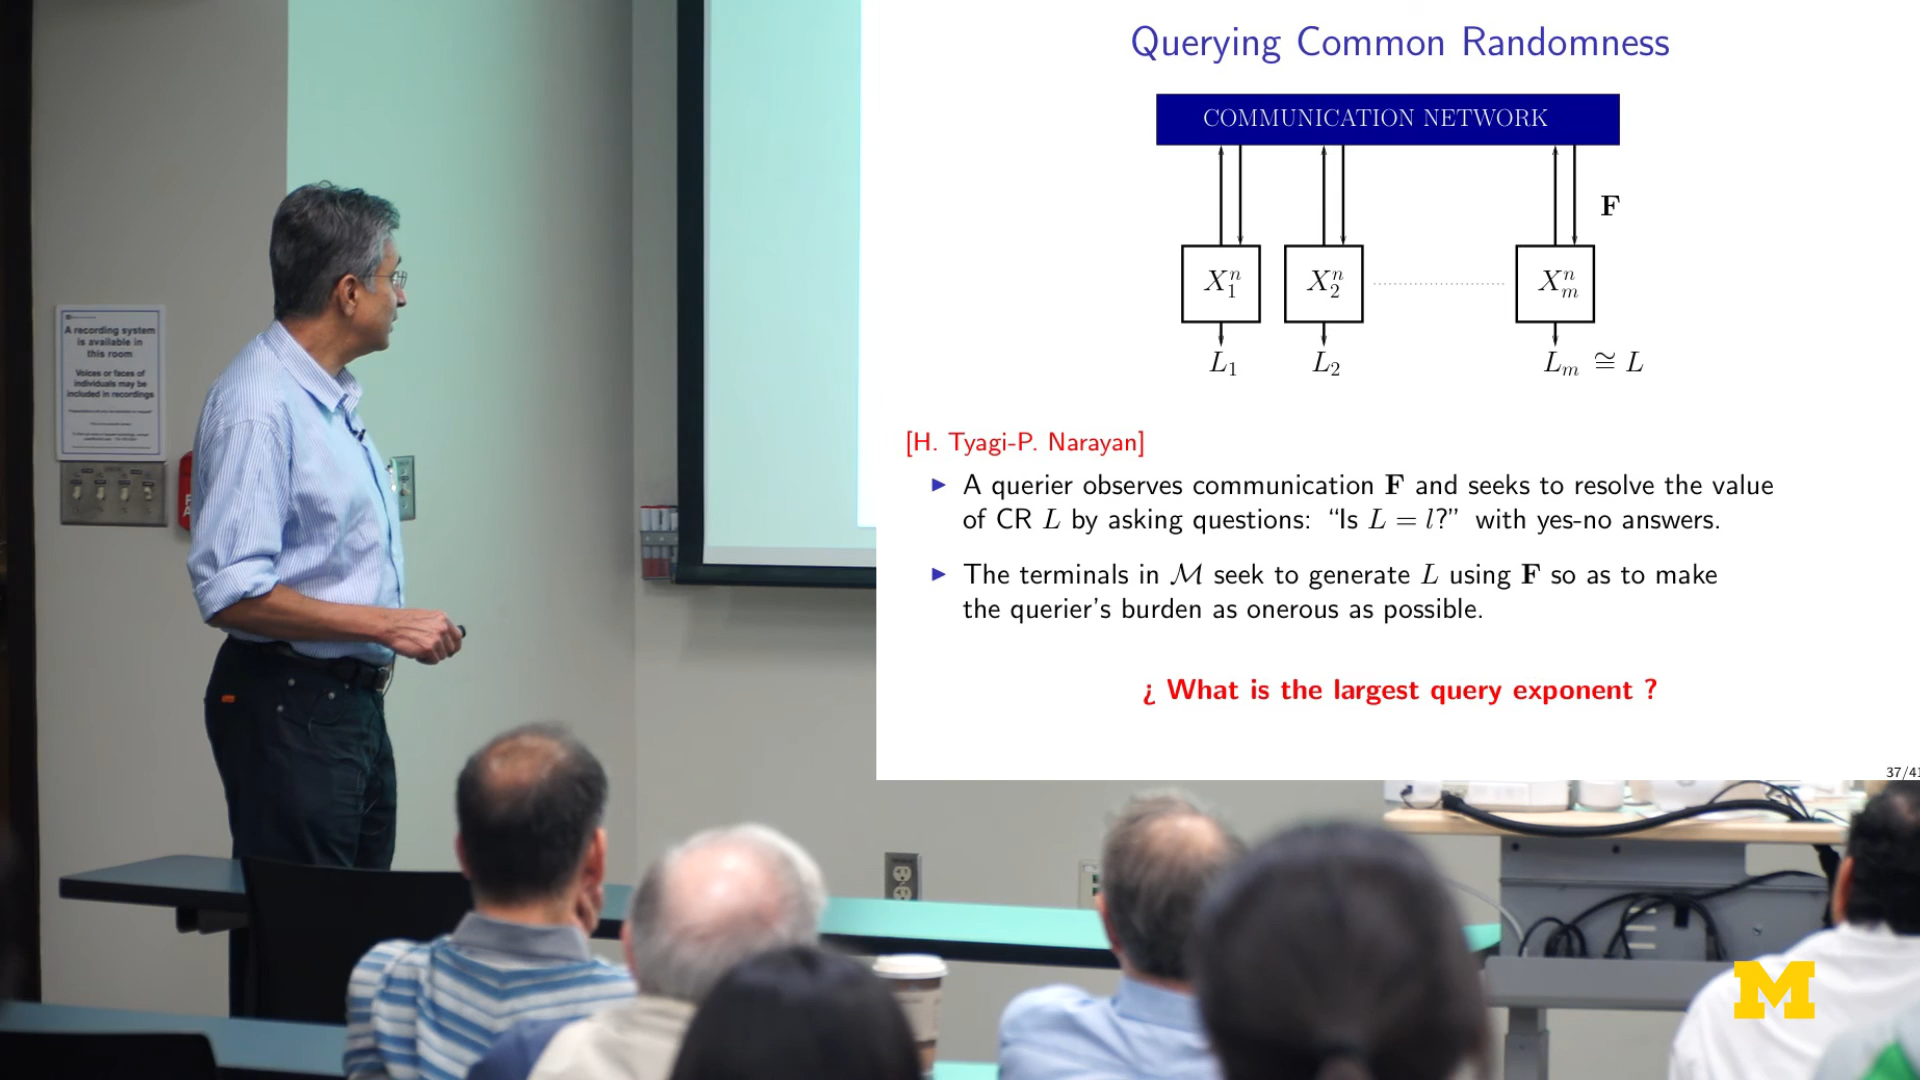 Querying Common Randomness
COMMUNICATION NETWORK
F
X₁ⁿ X₂ⁿ Xₘⁿ
L₁ L₂ Lₘ ≅ L
[H. Tyagi-P. Narayan]
▶ A querier observes communication F and seeks to resolve the value
of CR L by asking questions: “Is L = l?” with yes-no answers.
▶ The terminals in ℳ seek to generate L using F so as to make
the querier's burden as onerous as possible.
¿ What is the largest query exponent ?
37/41
A recording system
is available in
this room
Voices or faces of
individuals may be
included in recordings
M